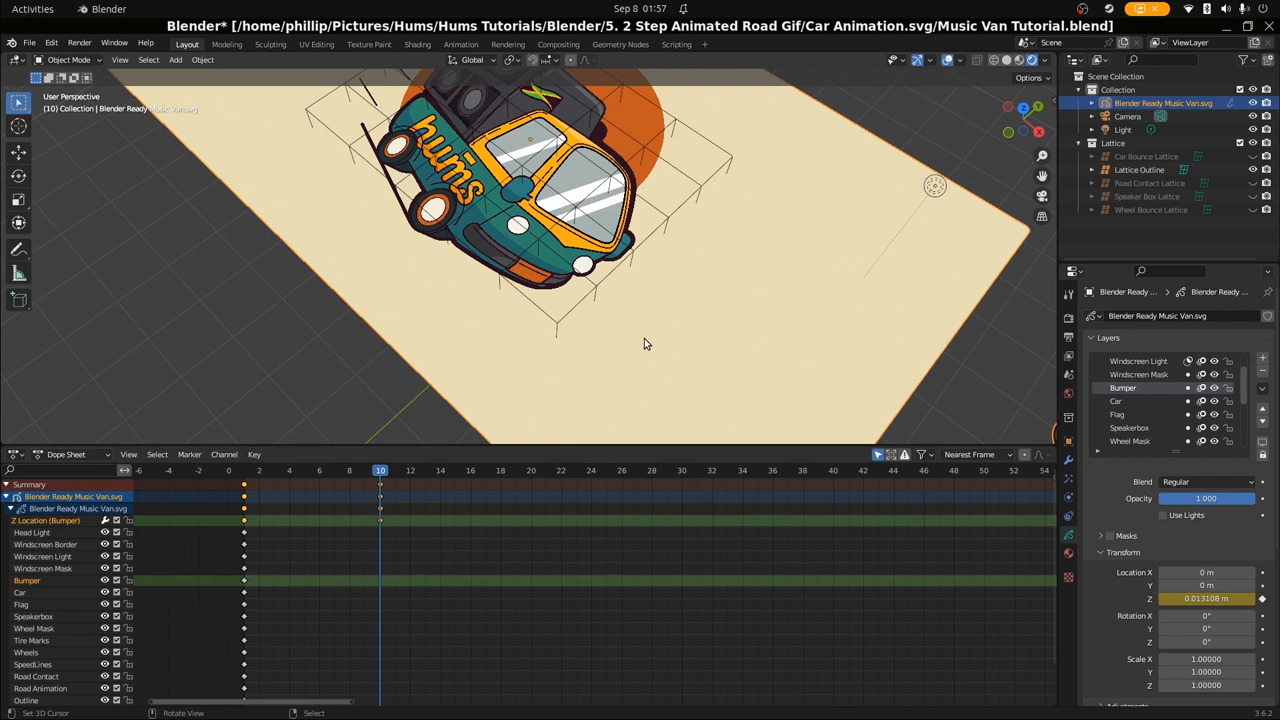 Activities Blender Sep 8 01:57
Blender* [/home/phillip/Pictures/Hums/Hums Tutorials/Blender/5. 2 Step Animated Road Gif/Car Animation.svg/Music Van Tutorial.blend]
File Edit Render Window Help Layout Modeling Sculpting UV Editing Texture Paint Shading Animation Rendering Compositing Geometry Nodes Scripting + Scene ViewLayer
Object Mode View Select Add Object Global
Options
User Perspective
(10) Collection | Blender Ready Music Van.svg
hums
Z Y X
Scene Collection
Collection
Blender Ready Music Van.svg
Camera
Light
Lattice
Car Bounce Lattice
Lattice Outline
Road Contact Lattice
Speaker Box Lattice
Wheel Bounce Lattice
Blender Ready ... Blender Ready ...
Blender Ready Music Van.svg
Layers
Windscreen Light
Windscreen Mask
Bumper
Car
Flag
Speakerbox
Wheel Mask
Blend Regular
Opacity 1.000
Use Lights
Masks
Transform
Location X 0 m
Y 0 m
Z 0.013108 m
Rotation X 0°
Y 0°
Z 0°
Scale X 1.00000
Y 1.00000
Z 1.00000
Dope Sheet View Select Marker Channel Key Nearest Frame
-6 -4 -2 0 2 4 6 8 10 12 14 16 18 20 22 24 26 28 30 32 34 36 38 40 42 44 46 48 50 52 54
Summary
Blender Ready Music Van.svg
Blender Ready Music Van.svg
Z Location (Bumper)
Head Light
Windscreen Border
Windscreen Light
Windscreen Mask
Bumper
Car
Flag
Speakerbox
Wheel Mask
Tire Marks
Wheels
SpeedLines
Road Contact
Road Animation
Outline
Set 3D Cursor Rotate View Select 3.6.2